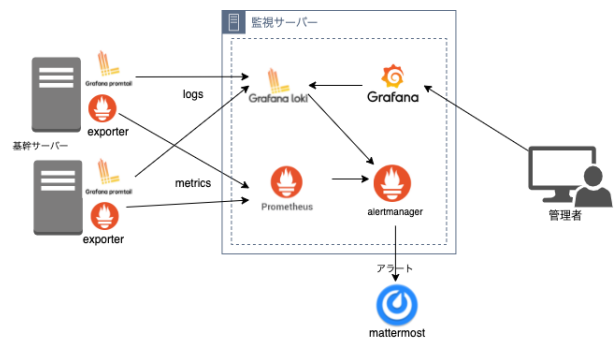 監視サーバー
Grafana promtail
logs
Grafana loki
Grafana
exporter
基幹サーバー
Grafana promtail
metrics
Prometheus
alertmanager
管理者
exporter
アラート
mattermost